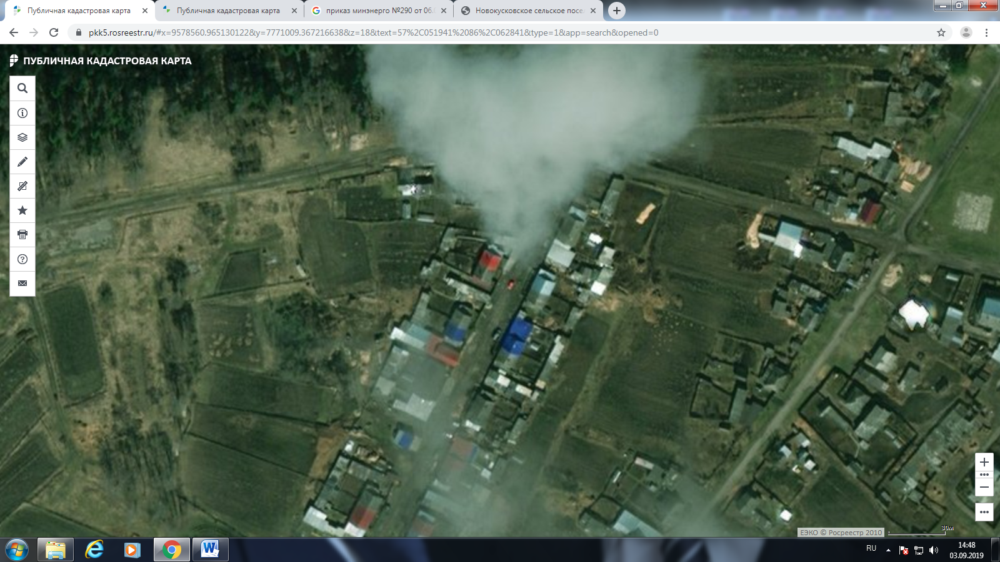 Публичная кадастровая карта
Публичная кадастровая карта
приказ минэнерго №290 от 06.
Новокусковское сельское посе
pkk5.rosreestr.ru/#x=9578560.965130122&y=7771009.367216638&z=18&text=57%2C051941%2086%2C062841&type=1&app=search&opened=0
ПУБЛИЧНАЯ КАДАСТРОВАЯ КАРТА
ЕЭКО © Росреестр 2010
30м
RU
14:48
03.09.2019